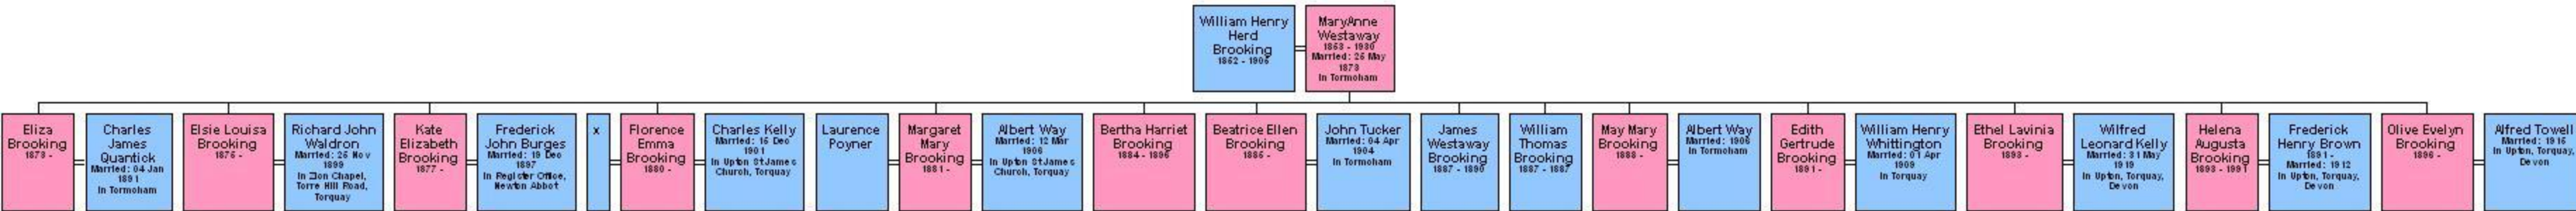 William Henry
Herd
Brooking
1852 - 1906
MaryAnne
Westaway
1853 - 1930
Married: 25 May
1873
In Tormoham
Eliza
Brooking
1873 -
Charles
James
Quantick
Married: 04 Jan
1891
In Tormoham
Elsie Louisa
Brooking
1875 -
Richard John
Waldron
Married: 25 Nov
1899
In Zion Chapel,
Torre Hill Road,
Torquay
Kate
Elizabeth
Brooking
1877 -
Frederick
John Burges
Married: 19 Dec
1897
In Register Office,
Newton Abbot
x
Florence
Emma
Brooking
1880 -
Charles Kelly
Married: 15 Dec
1901
In Upton St James
Church, Torquay
Laurence
Poyner
Margaret
Mary
Brooking
1881 -
Albert Way
Married: 12 Mar
1906
In Upton St James
Church, Torquay
Bertha Harriet
Brooking
1884 - 1896
Beatrice Ellen
Brooking
1885 -
John Tucker
Married: 04 Apr
1904
In Tormoham
James
Westaway
Brooking
1887 - 1890
William
Thomas
Brooking
1887 - 1887
May Mary
Brooking
1888 -
Albert Way
Married: 1906
In Tormoham
Edith
Gertrude
Brooking
1891 -
William Henry
Whittington
Married: 01 Apr
1909
In Torquay
Ethel Lavinia
Brooking
1893 -
Wilfred
Leonard Kelly
Married: 31 May
1919
In Upton, Torquay,
Devon
Helena
Augusta
Brooking
1893 - 1991
Frederick
Henry Brown
1891 -
Married: 1912
In Upton, Torquay,
Devon
Olive Evelyn
Brooking
1896 -
Alfred Towell
Married: 1916
In Upton, Torquay,
Devon